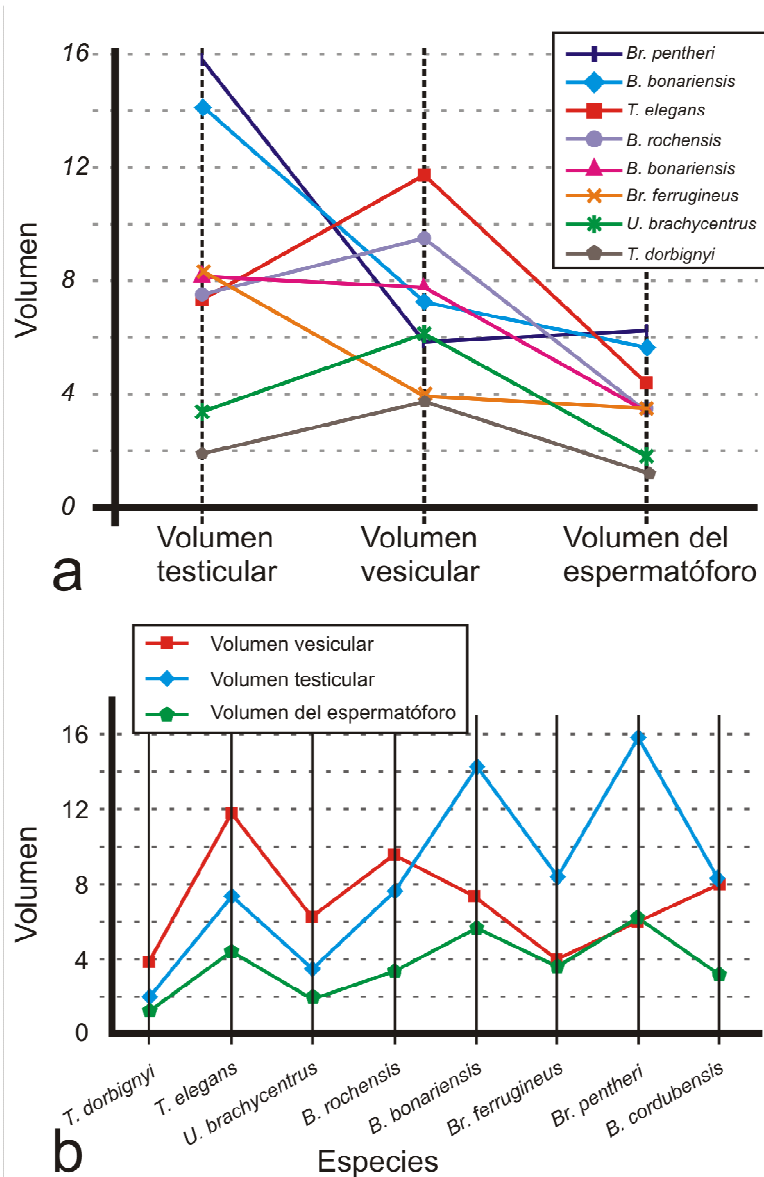 16
12
8
4
0
Volumen
Br. pentheri
B. bonariensis
T. elegans
B. rochensis
B. bonariensis
Br. ferrugineus
U. brachycentrus
T. dorbignyi
Volumen
testicular
Volumen
vesicular
Volumen del
espermatóforo
a
Volumen vesicular
Volumen testicular
Volumen del espermatóforo
16
12
8
4
0
Volumen
T. dorbignyi
T. elegans
U. brachycentrus
B. rochensis
B. bonariensis
Br. ferrugineus
Br. pentheri
B. cordubensis
Especies
b